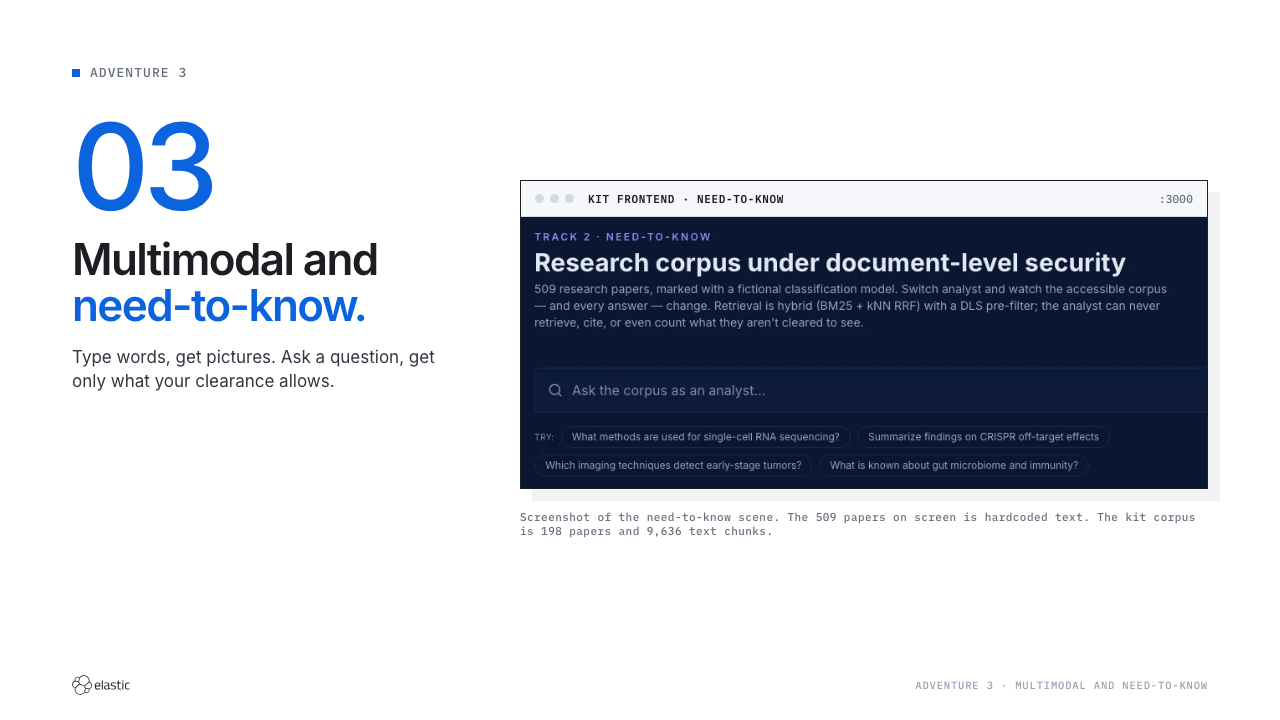 ADVENTURE 3
03
Multimodal and
need-to-know.
Type words, get pictures. Ask a question, get
only what your clearance allows.
KIT FRONTEND · NEED-TO-KNOW
:3000
TRACK 2 · NEED-TO-KNOW
Research corpus under document-level security
509 research papers, marked with a fictional classification model. Switch analyst and watch the accessible corpus
— and every answer — change. Retrieval is hybrid (BM25 + kNN RRF) with a DLS pre-filter; the analyst can never
retrieve, cite, or even count what they aren't cleared to see.
Ask the corpus as an analyst...
TRY: What methods are used for single-cell RNA sequencing? Summarize findings on CRISPR off-target effects
Which imaging techniques detect early-stage tumors? What is known about gut microbiome and immunity?
Screenshot of the need-to-know scene. The 509 papers on screen is hardcoded text. The kit corpus
is 198 papers and 9,636 text chunks.
elastic
ADVENTURE 3 · MULTIMODAL AND NEED-TO-KNOW